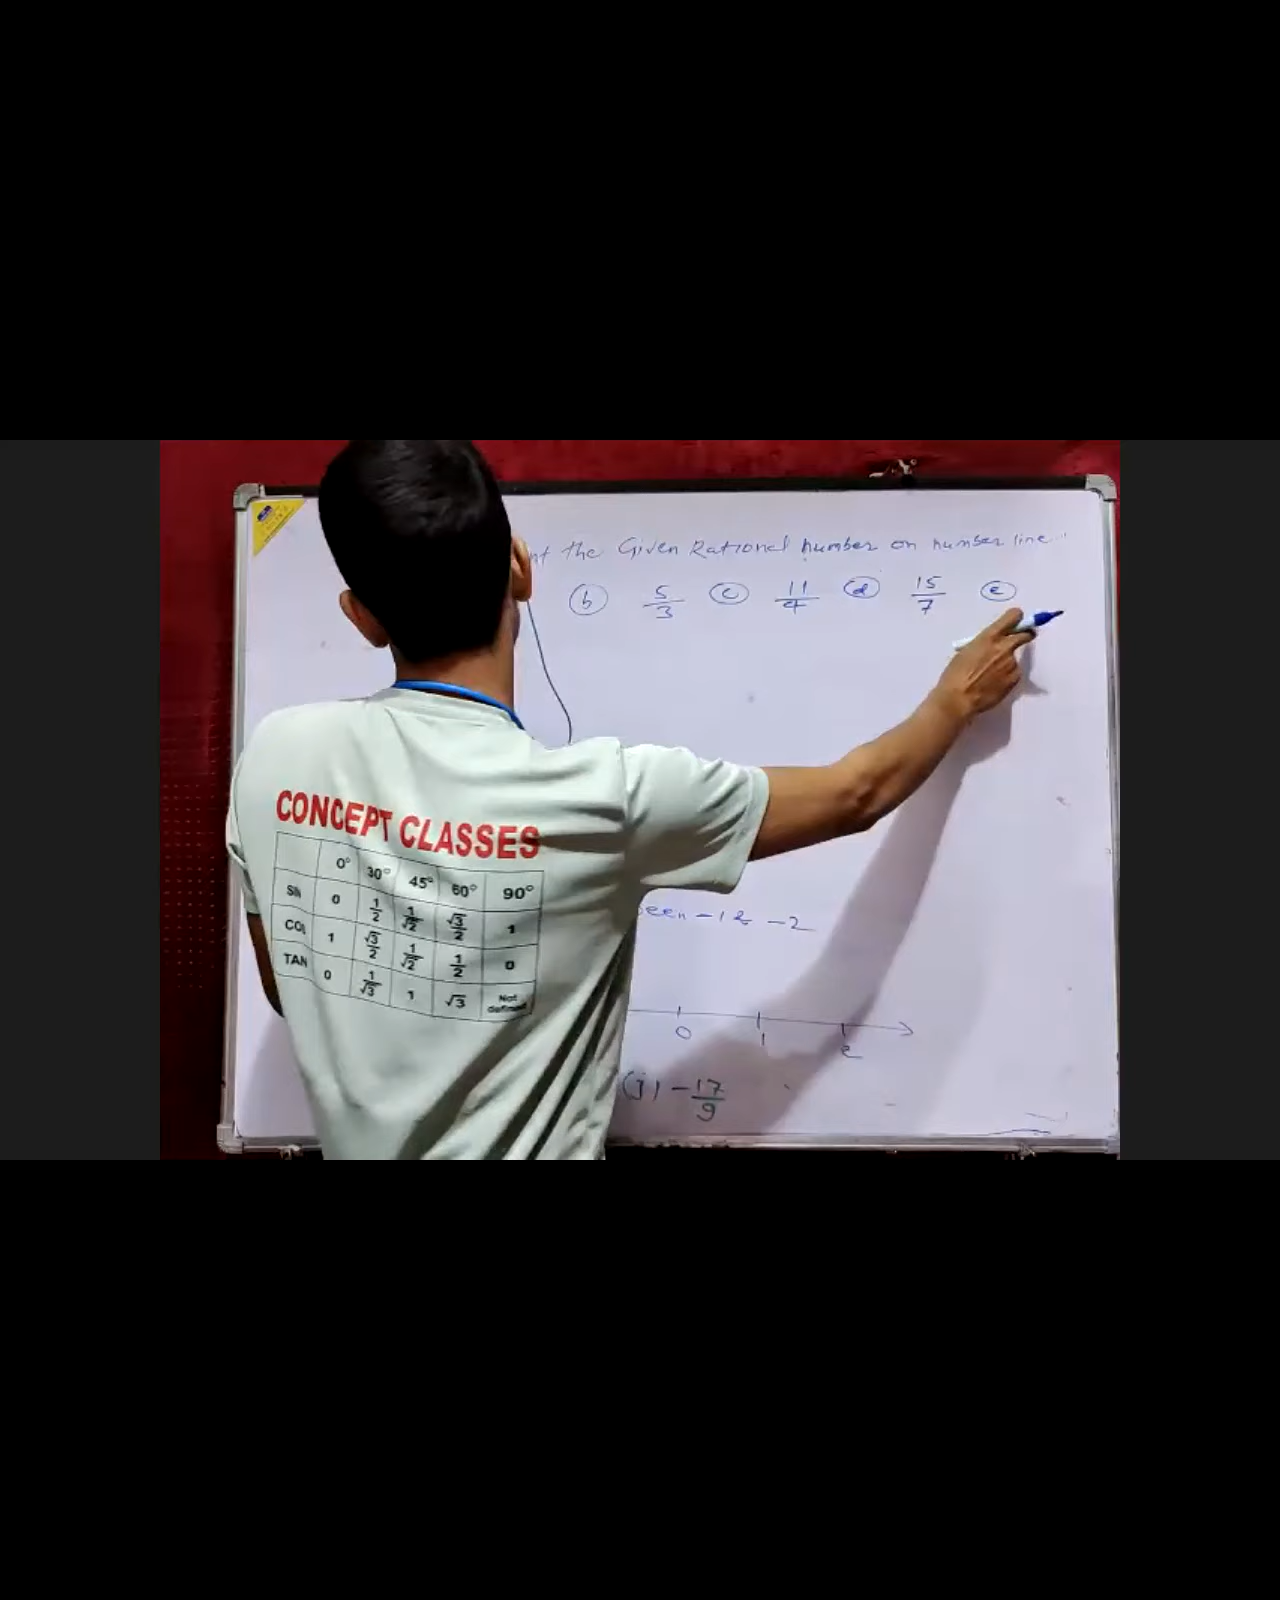 the Given Rational number on number line
b 5/3 c 11/4 d 15/7 e
CONCEPT CLASSES
0° 30° 45° 60° 90°
SIN 0 1/2 1/√2 √3/2 1
COS 1 √3/2 1/√2 1/2 0
TAN 0 1/√3 1 √3 Not defined
-1 & -2
0 1 2
(j) -17/9